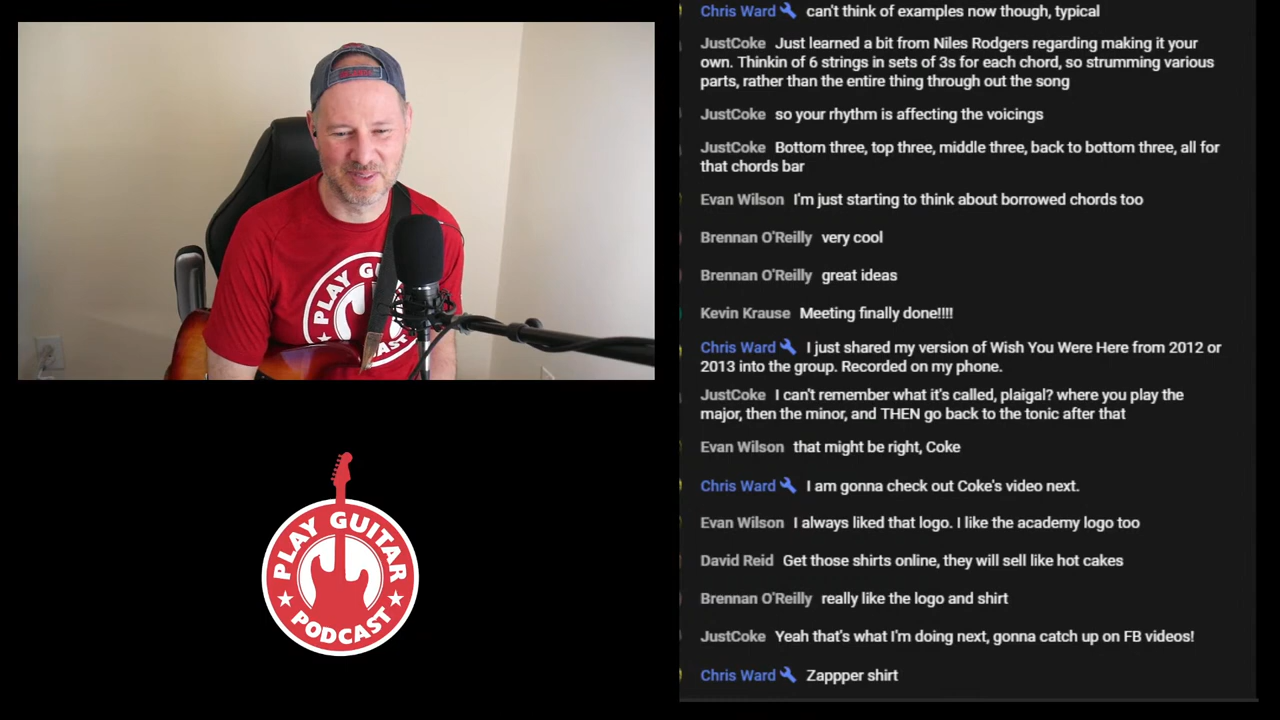 PLAY GUI
CAST
PLAY GUITAR
PODCAST
Chris Ward can't think of examples now though, typical
JustCoke Just learned a bit from Niles Rodgers regarding making it your
own. Thinkin of 6 strings in sets of 3s for each chord, so strumming various
parts, rather than the entire thing through out the song
JustCoke so your rhythm is affecting the voicings
JustCoke Bottom three, top three, middle three, back to bottom three, all for
that chords bar
Evan Wilson I'm just starting to think about borrowed chords too
Brennan O'Reilly very cool
Brennan O'Reilly great ideas
Kevin Krause Meeting finally done!!!!
Chris Ward I just shared my version of Wish You Were Here from 2012 or
2013 into the group. Recorded on my phone.
JustCoke I can't remember what it's called, plaigal? where you play the
major, then the minor, and THEN go back to the tonic after that
Evan Wilson that might be right, Coke
Chris Ward I am gonna check out Coke's video next.
Evan Wilson I always liked that logo. I like the academy logo too
David Reid Get those shirts online, they will sell like hot cakes
Brennan O'Reilly really like the logo and shirt
JustCoke Yeah that's what I'm doing next, gonna catch up on FB videos!
Chris Ward Zappper shirt